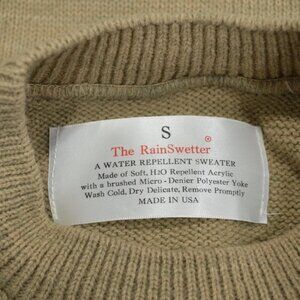 S
The RainSwetter ®
A WATER REPELLENT SWEATER
Made of Soft, H2O Repellent Acrylic
with a brushed Micro - Denier Polyester Yoke
Wash Cold, Dry Delicate, Remove Promptly
MADE IN USA